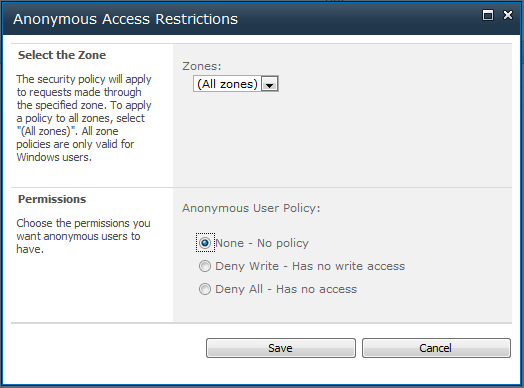 Anonymous Access Restrictions
Select the Zone
The security policy will apply
to requests made through
the specified zone. To apply
a policy to all zones, select
"(All zones)". All zone
policies are only valid for
Windows users.
Zones:
(All zones)
Permissions
Choose the permissions you
want anonymous users to
have.
Anonymous User Policy:
None - No policy
Deny Write - Has no write access
Deny All - Has no access
Save
Cancel